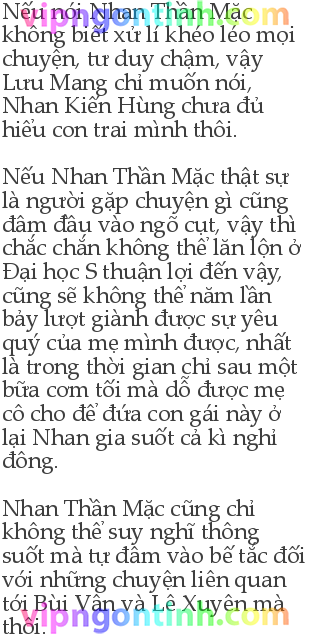 vipngontinh.com
Nếu nói Nhan Thần Mặc
không biết xử lí khéo léo mọi
chuyện, tư duy chậm, vậy
Lưu Mang chỉ muốn nói,
Nhan Kiến Hùng chưa đủ
hiểu con trai mình thôi.
Nếu Nhan Thần Mặc thật sự
là người gặp chuyện gì cũng
đâm đầu vào ngõ cụt, vậy thì
chắc chắn không thể lăn lộn ở
Đại học S thuận lợi đến vậy,
cũng sẽ không thể năm lần
bảy lượt giành được sự yêu
quý của mẹ mình được, nhất
là trong thời gian chỉ sau một
bữa cơm tối mà dỗ được mẹ
cô cho để đứa con gái này ở
lại Nhan gia suốt cả kì nghỉ
đông.
Nhan Thần Mặc cũng chỉ
không thể suy nghĩ thông
suốt mà tự đâm vào bế tắc đối
với những chuyện liên quan
tới Bùi Vân và Lê Xuyên mà
thôi.
vipngontinh.com